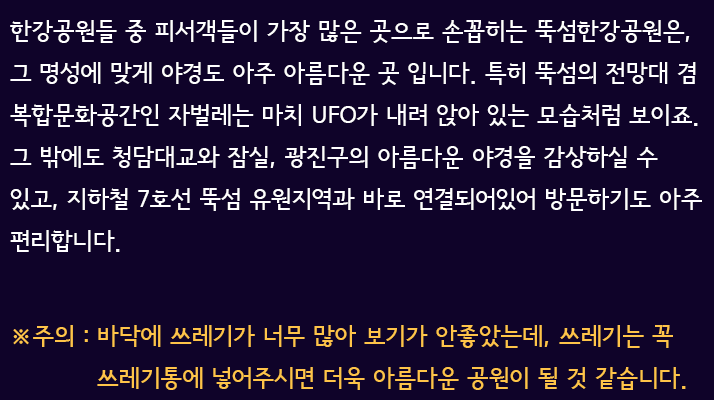 한강공원들 중 피서객들이 가장 많은 곳으로 손꼽히는 뚝섬한강공원은,
그 명성에 맞게 야경도 아주 아름다운 곳 입니다. 특히 뚝섬의 전망대 겸
복합문화공간인 자벌레는 마치 UFO가 내려 앉아 있는 모습처럼 보이죠.
그 밖에도 청담대교와 잠실, 광진구의 아름다운 야경을 감상하실 수
있고, 지하철 7호선 뚝섬 유원지역과 바로 연결되어있어 방문하기도 아주
편리합니다.
※주의 : 바닥에 쓰레기가 너무 많아 보기가 안좋았는데, 쓰레기는 꼭
쓰레기통에 넣어주시면 더욱 아름다운 공원이 될 것 같습니다.